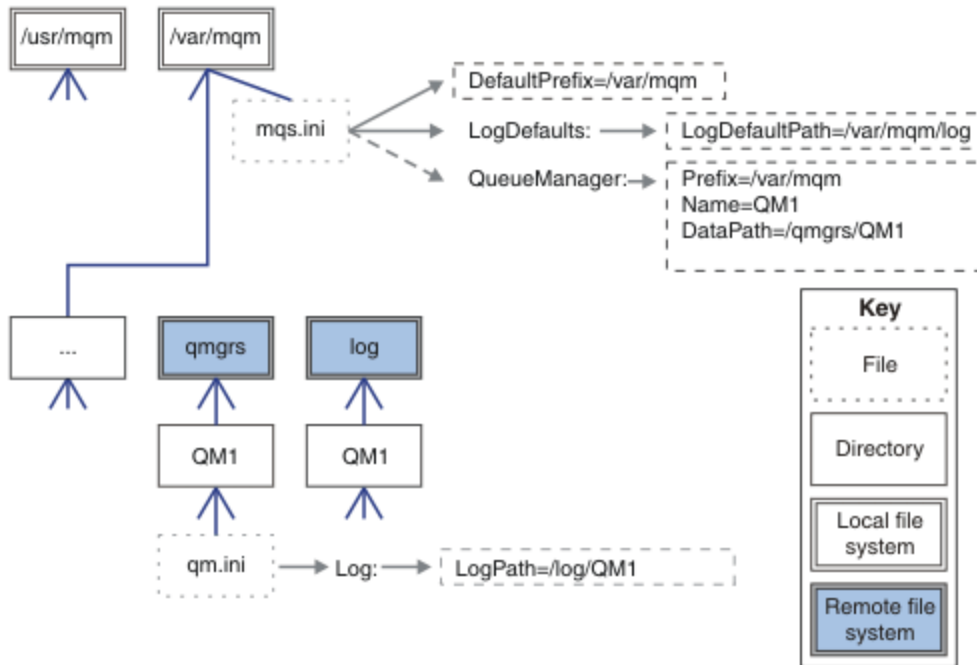 /usr/mqm
/var/mqm
mqs.ini
DefaultPrefix=/var/mqm
LogDefaults:
LogDefaultPath=/var/mqm/log
QueueManager:
Prefix=/var/mqm
Name=QM1
DataPath=/qmgrs/QM1
...
qmgrs
log
QM1
QM1
qm.ini
Log:
LogPath=/log/QM1
Key
File
Directory
Local file
system
Remote file
system